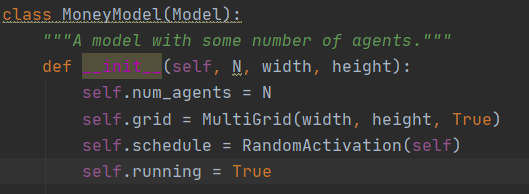 class MoneyModel(Model):
    """A model with some number of agents."""
    def __init__(self, N, width, height):
        self.num_agents = N
        self.grid = MultiGrid(width, height, True)
        self.schedule = RandomActivation(self)
        self.running = True